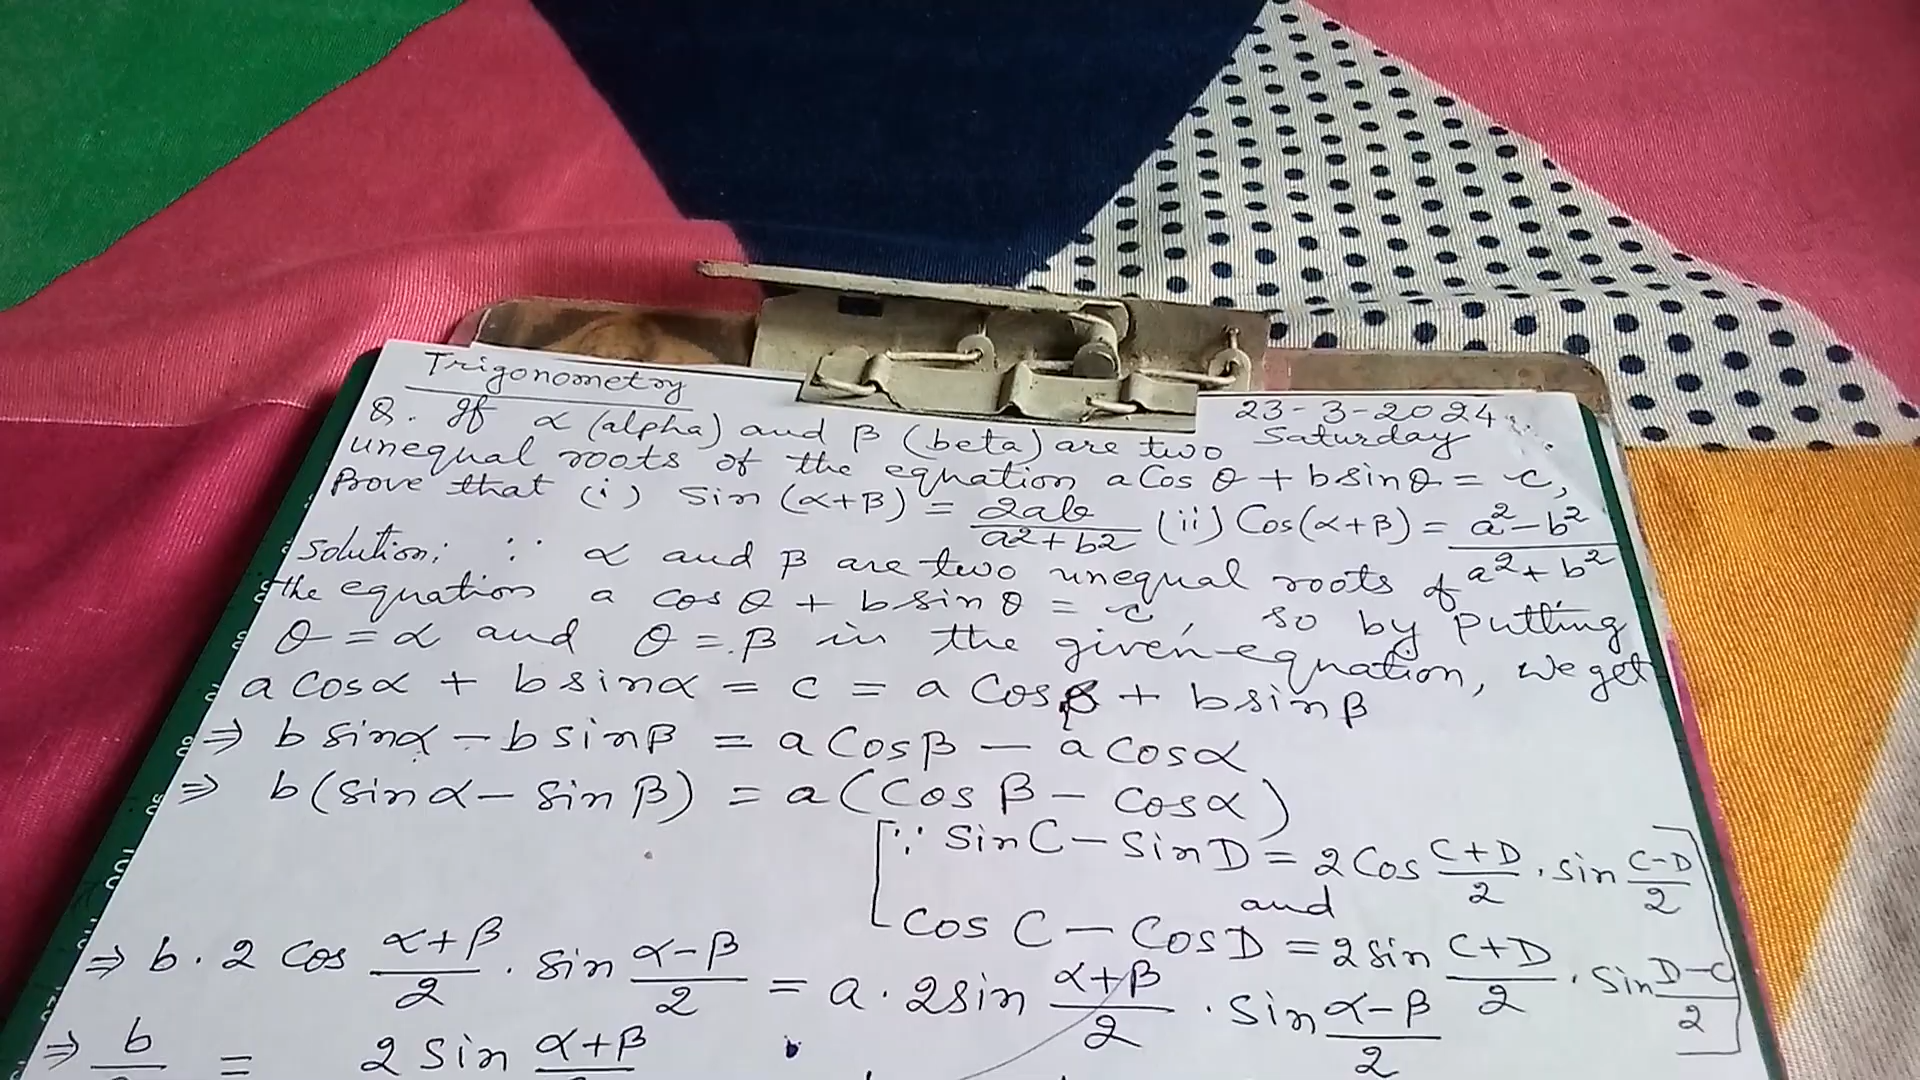 Trigonometry
23-3-2024
Saturday
Q. If α (alpha) and β (beta) are two
unequal roots of the equation a Cos θ + b sin θ = c,
Prove that (i) Sin (α+β) = 2ab/a²+b² (ii) Cos(α+β) = a²-b²/a²+b²
Solution: ∵ α and β are two unequal roots of
the equation a cos θ + b sin θ = c, so by putting
θ = α and θ = β in the given equation, we get
a cos α + b sin α = c = a Cos β + b sin β
⇒ b sin α - b sin β = a Cos β - a cos α
⇒ b (sin α - sin β) = a (Cos β - cos α)
[∵ Sin C - Sin D = 2 Cos C+D/2 . sin C-D/2
and
Cos C - Cos D = 2 sin C+D/2 . Sin D-C/2]
⇒ b . 2 cos α+β/2 . sin α-β/2 = a . 2 sin α+β/2 . Sin α-β/2
⇒ b = 2 Sin α+β